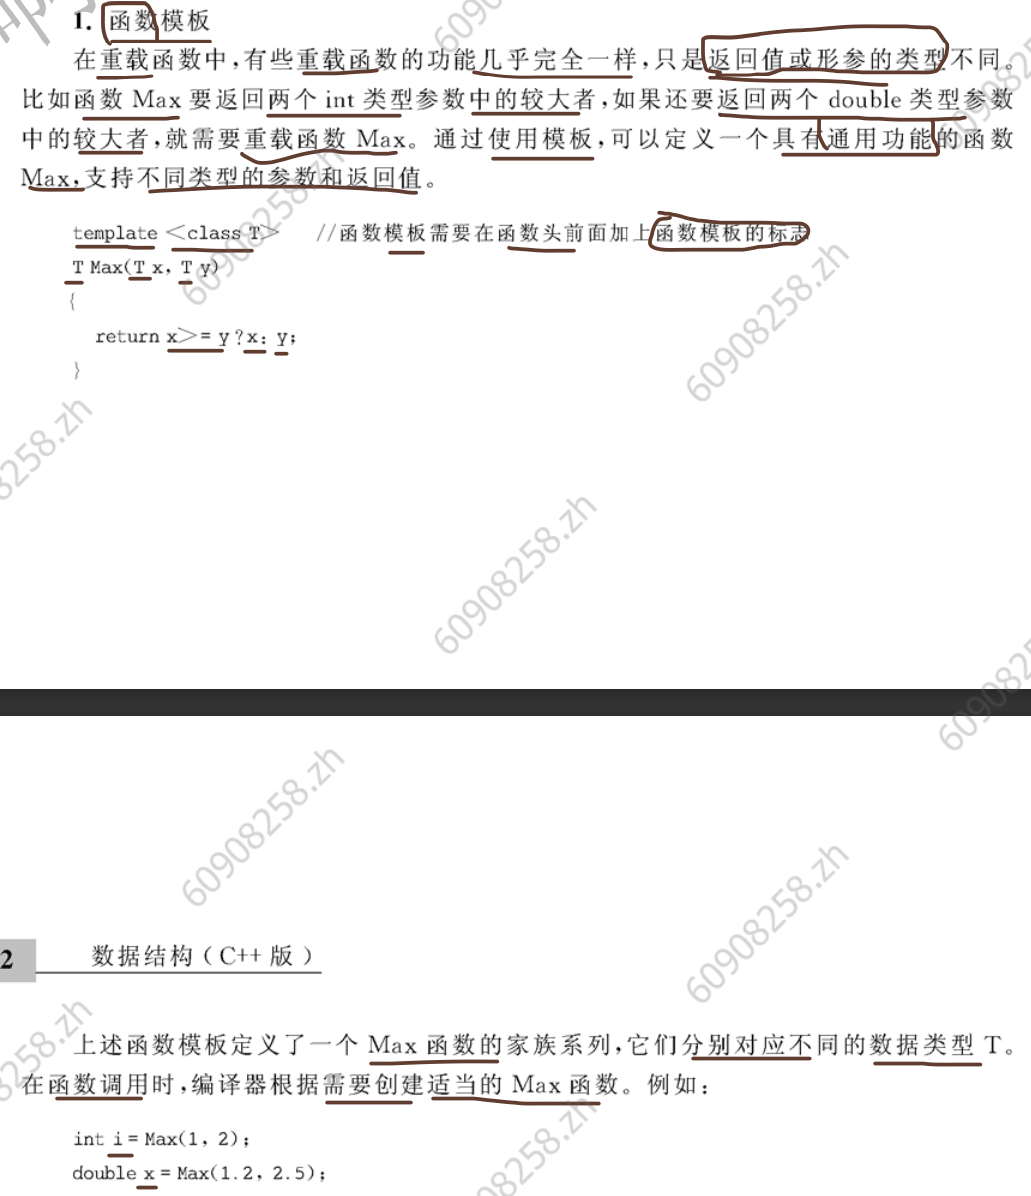 1. 函数模板
在重载函数中,有些重载函数的功能几乎完全一样,只是返回值或形参的类型不同。
比如函数 Max 要返回两个 int 类型参数中的较大者,如果还要返回两个 double 类型参数
中的较大者,就需要重载函数 Max。通过使用模板,可以定义一个具有通用功能的函数
Max,支持不同类型的参数和返回值。
template <class T>    //函数模板需要在函数头前面加上函数模板的标志
T Max(T x, T y)
{
return x>= y?x: y;
}
60908258.zh
60908258.zh
60908258.zh
60908258.zh
60908258.zh
2 数据结构(C++ 版)
上述函数模板定义了一个 Max 函数的家族系列,它们分别对应不同的数据类型 T。
在函数调用时,编译器根据需要创建适当的 Max 函数。例如:
int i = Max(1, 2);
double x = Max(1.2, 2.5);